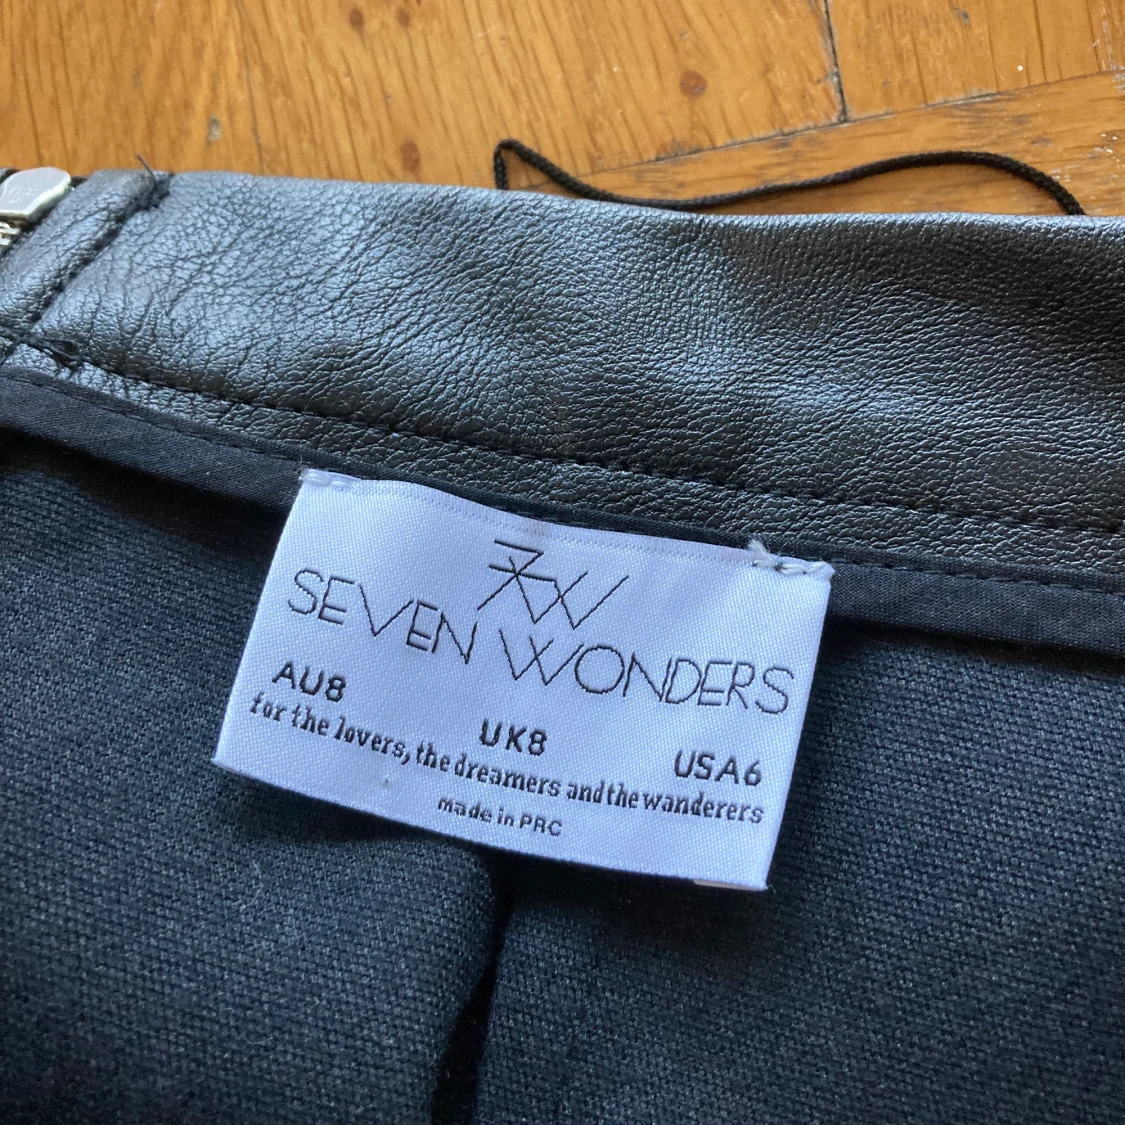 7W
SEVEN WONDERS
AU8 UK8 USA6
for the lovers, the dreamers and the wanderers
made in PRC